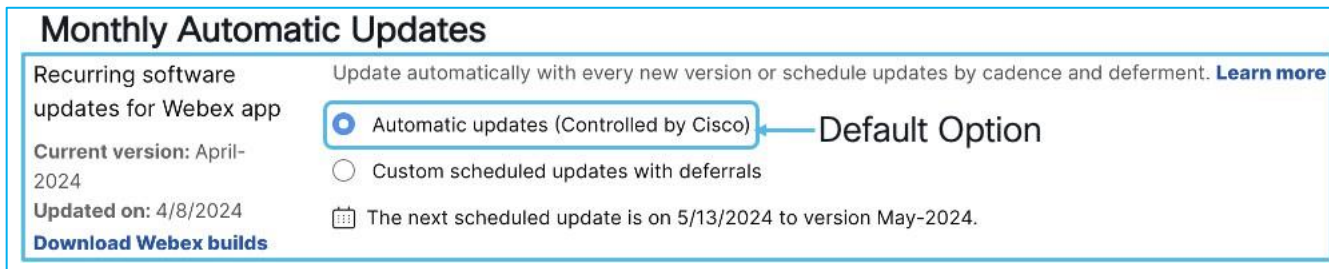 Monthly Automatic Updates
Recurring software
updates for Webex app
Current version: April-
2024
Updated on: 4/8/2024
Download Webex builds
Update automatically with every new version or schedule updates by cadence and deferment. Learn more
Automatic updates (Controlled by Cisco)
Default Option
Custom scheduled updates with deferrals
The next scheduled update is on 5/13/2024 to version May-2024.